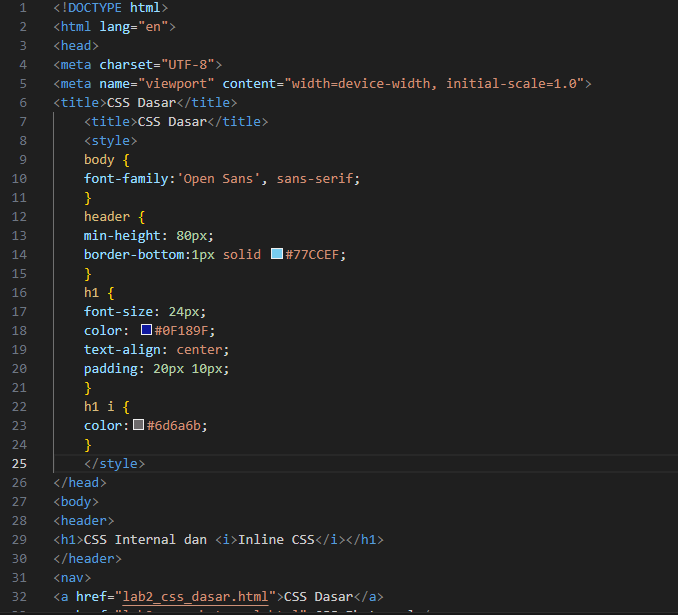 1 <!DOCTYPE html>
2 <html lang="en">
3 <head>
4 <meta charset="UTF-8">
5 <meta name="viewport" content="width=device-width, initial-scale=1.0">
6 <title>CSS Dasar</title>
7 <title>CSS Dasar</title>
8 <style>
9 body {
10 font-family:'Open Sans', sans-serif;
11 }
12 header {
13 min-height: 80px;
14 border-bottom:1px solid #77CCEF;
15 }
16 h1 {
17 font-size: 24px;
18 color: #0F189F;
19 text-align: center;
20 padding: 20px 10px;
21 }
22 h1 i {
23 color:#6d6a6b;
24 }
25 </style>
26 </head>
27 <body>
28 <header>
29 <h1>CSS Internal dan <i>Inline CSS</i></h1>
30 </header>
31 <nav>
32 <a href="lab2_css_dasar.html">CSS Dasar</a>